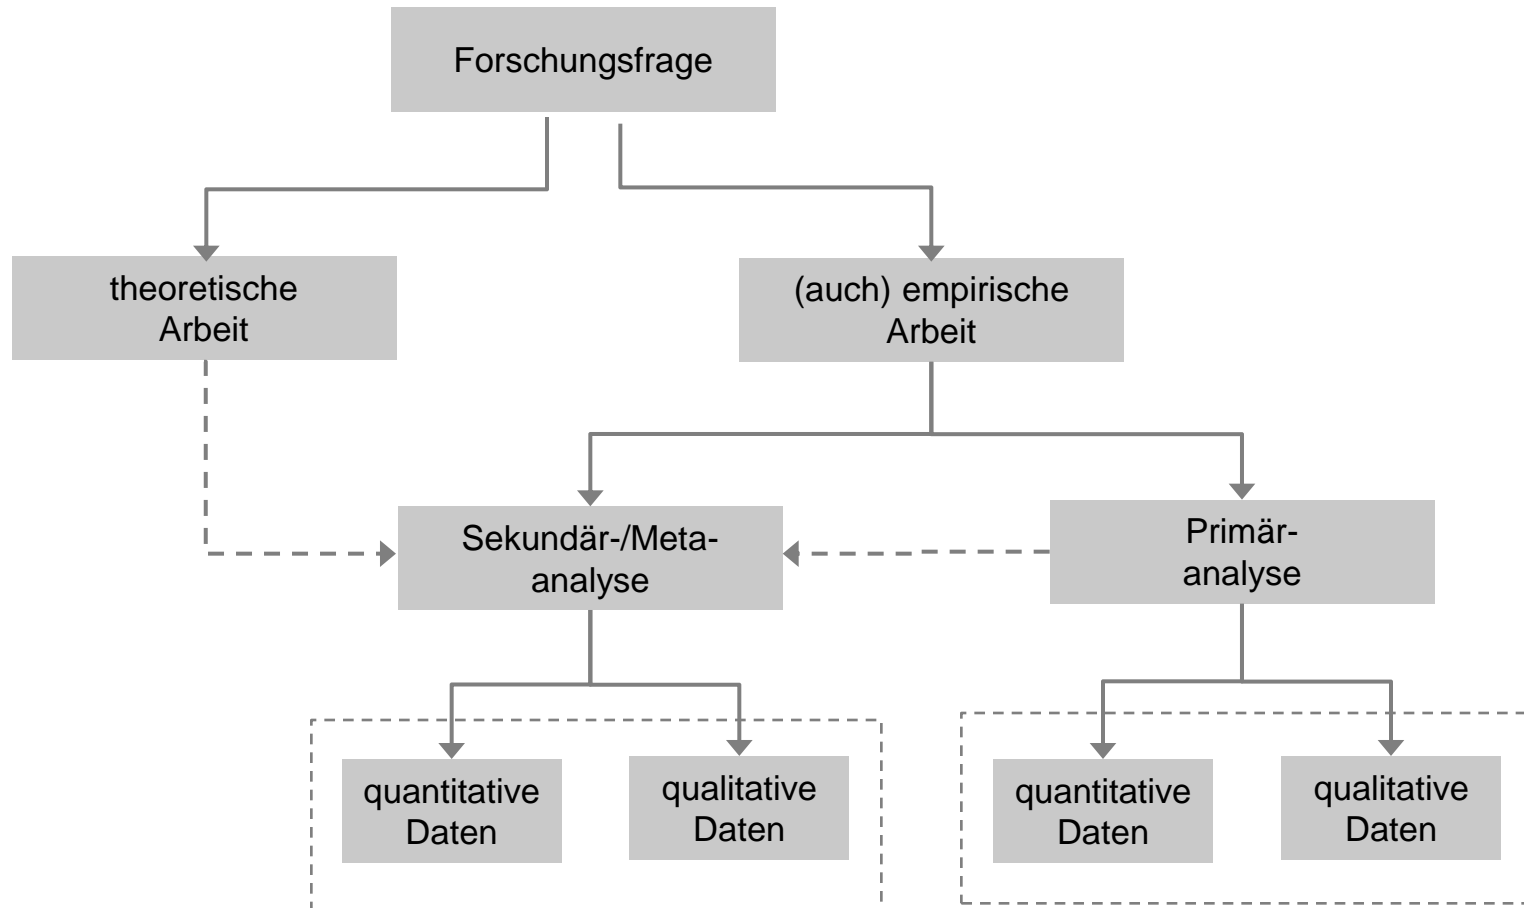 Forschungsfrage
theoretische
Arbeit
(auch) empirische
Arbeit
Sekundär-/Meta-
analyse
Primär-
analyse
quantitative
Daten
qualitative
Daten
quantitative
Daten
qualitative
Daten